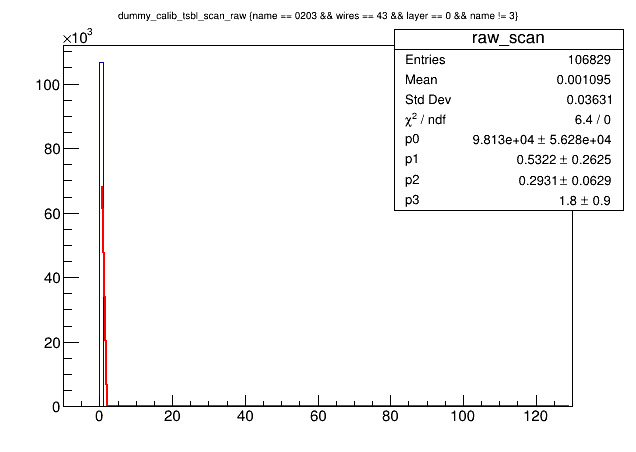 dummy_calib_tsbl_scan_raw {name == 0203 && wires == 43 && layer == 0 && name != 3}
×10³
raw_scan
Entries 106829
Mean 0.001095
Std Dev 0.03631
χ² / ndf 6.4 / 0
p0 9.813e+04 ± 5.628e+04
p1 0.5322 ± 0.2625
p2 0.2931 ± 0.0629
p3 1.8 ± 0.9
100
80
60
40
20
0
0 20 40 60 80 100 120